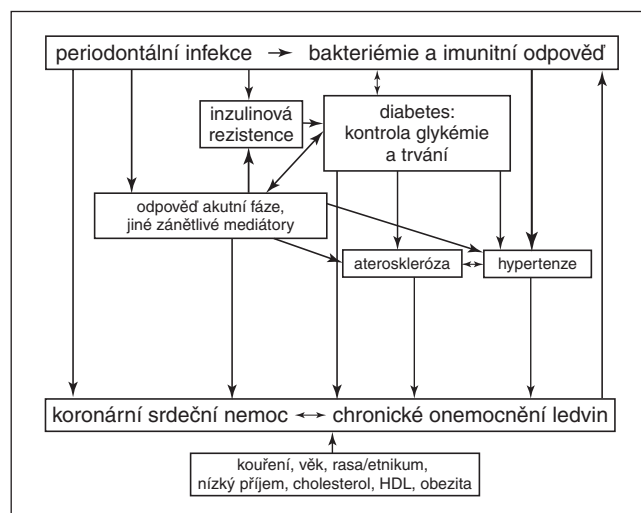 periodontální infekce → bakteriémie a imunitní odpověď
inzulinová
rezistence
diabetes:
kontrola glykémie
a trvání
odpověď akutní fáze,
jiné zánětlivé mediátory
ateroskleróza
hypertenze
koronární srdeční nemoc ↔ chronické onemocnění ledvin
kouření, věk, rasa/etnikum,
nízký příjem, cholesterol, HDL, obezita